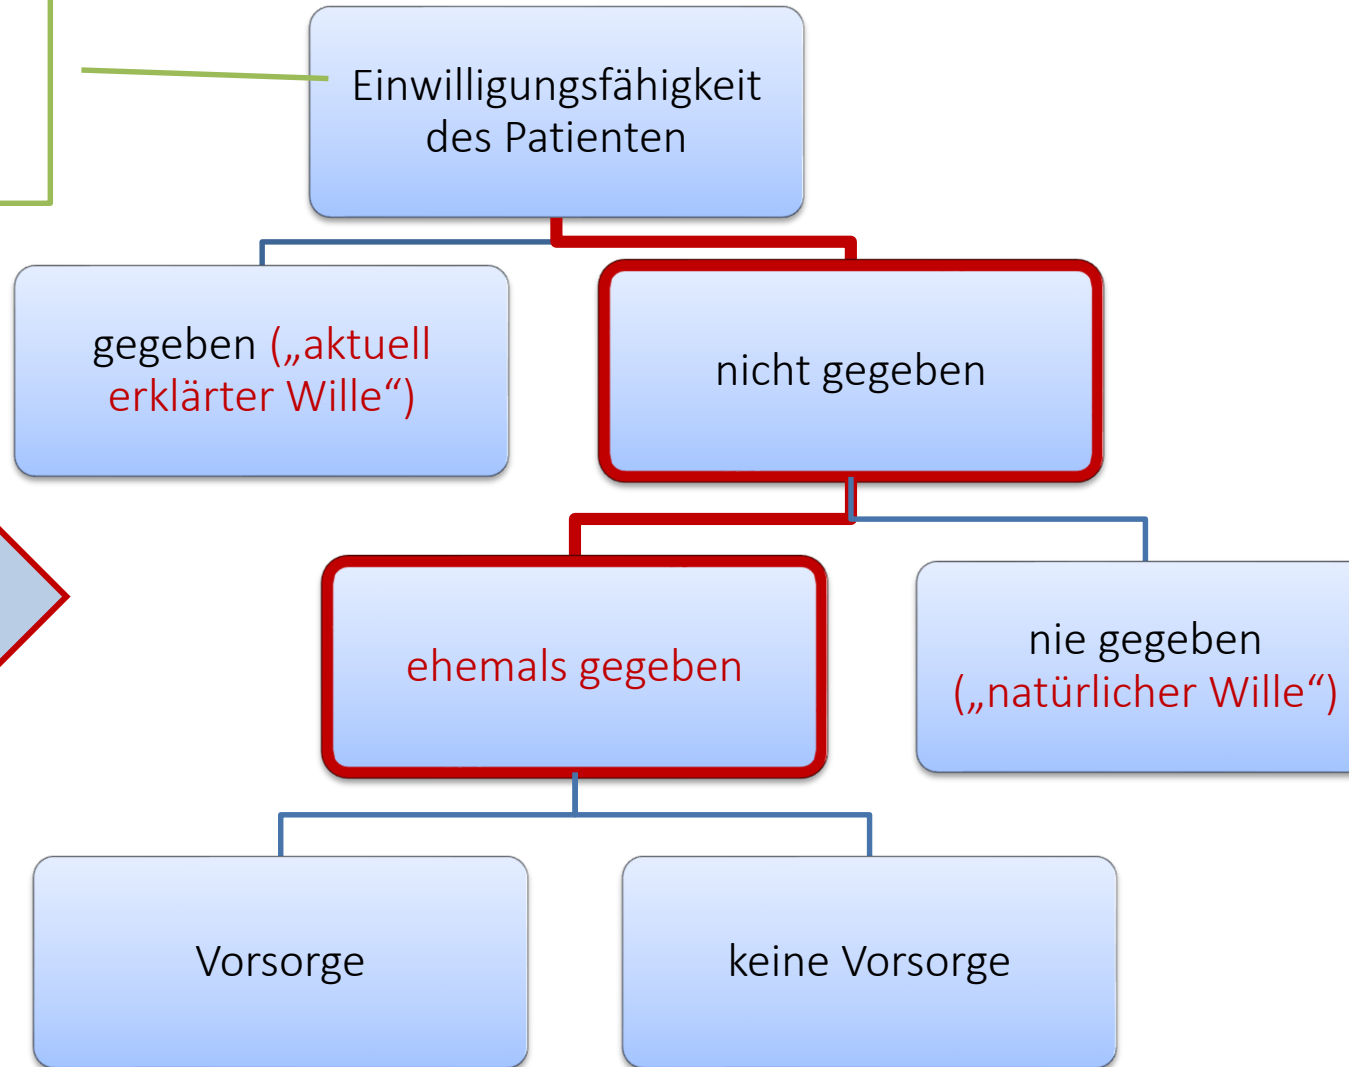 Einwilligungsfähigkeit
des Patienten
gegeben („aktuell
erklärter Wille“)
nicht gegeben
ehemals gegeben
nie gegeben
(„natürlicher Wille“)
Vorsorge
keine Vorsorge